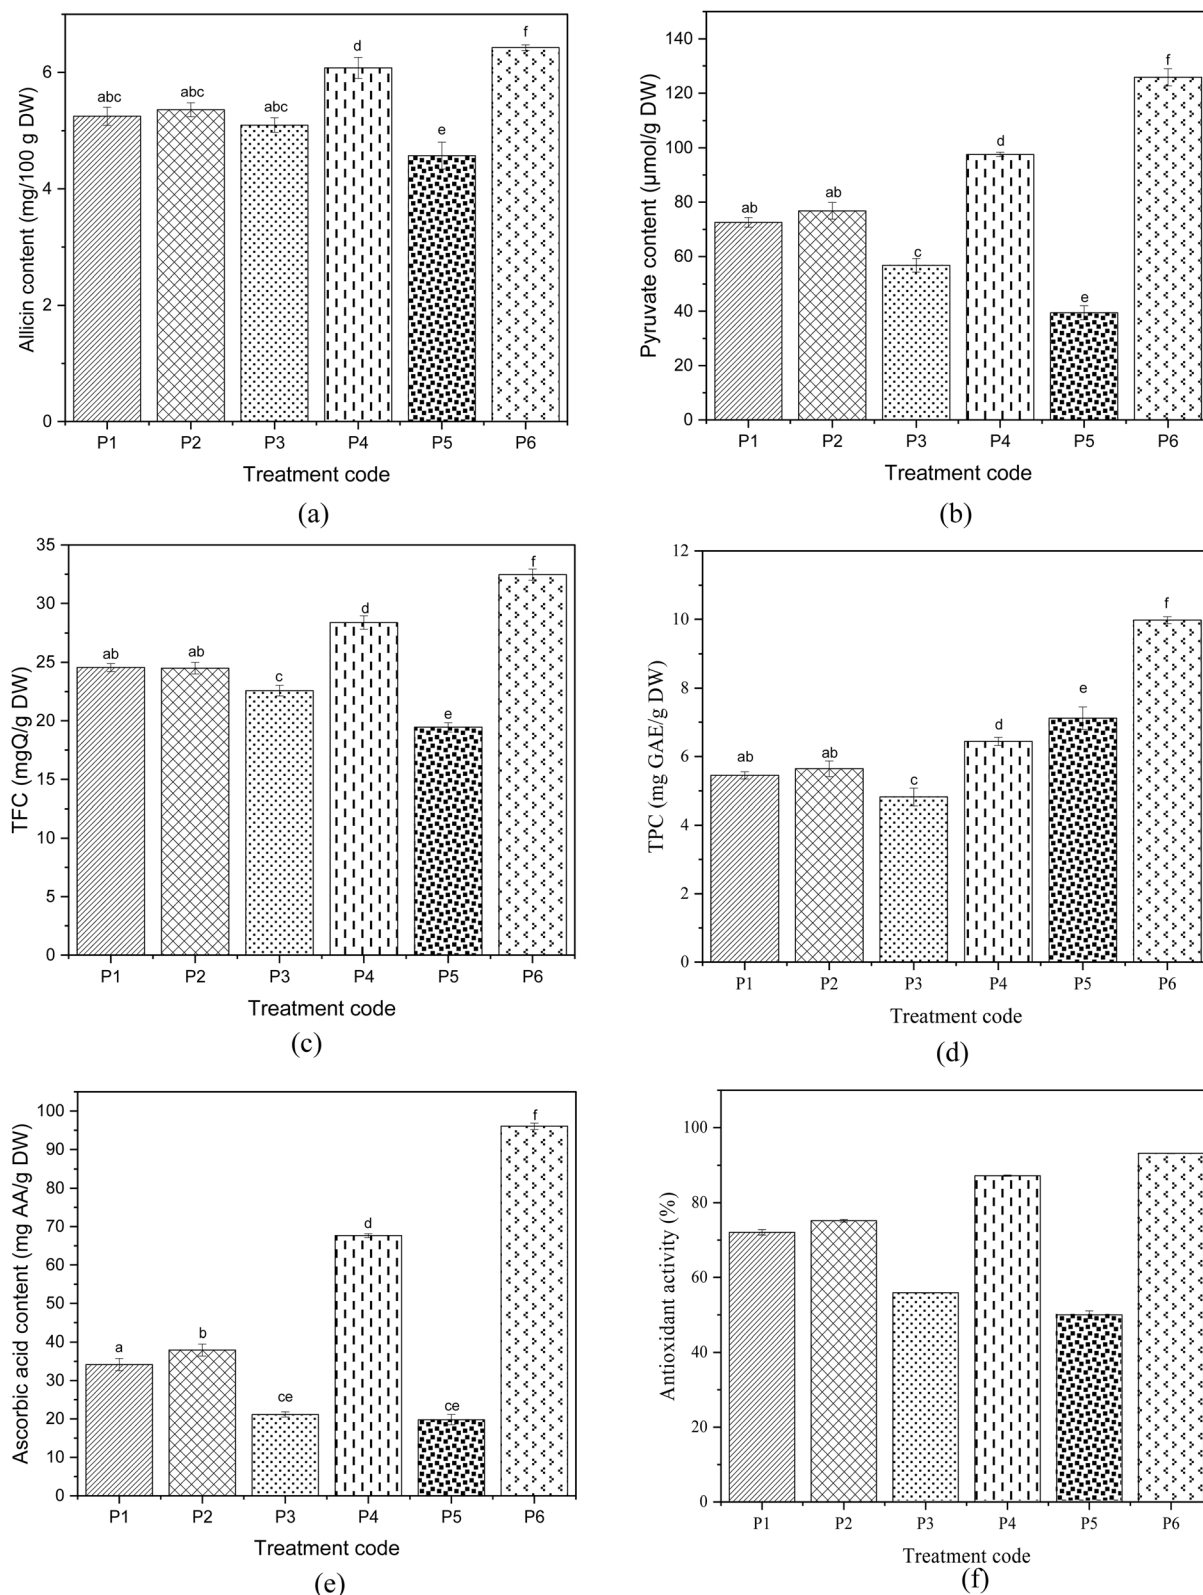 Allicin content (mg/100 g DW)
6
4
2
0
abc
abc
abc
d
e
f
P1 P2 P3 P4 P5 P6
Treatment code
(a)
Pyruvate content (µmol/g DW)
140
120
100
80
60
40
20
0
ab
ab
c
d
e
f
P1 P2 P3 P4 P5 P6
Treatment code
(b)
TFC (mgQ/g DW)
35
30
25
20
15
10
5
0
ab
ab
c
d
e
f
P1 P2 P3 P4 P5 P6
Treatment code
(c)
TPC (mg GAE/g DW)
12
10
8
6
4
2
0
ab
ab
c
d
e
f
P1 P2 P3 P4 P5 P6
Treatment code
(d)
Ascorbic acid content (mg AA/g DW)
100
90
80
70
60
50
40
30
20
10
0
a
b
ce
d
ce
f
P1 P2 P3 P4 P5 P6
Treatment code
(e)
Antioxidant activity (%)
100
80
60
40
20
0
P1 P2 P3 P4 P5 P6
Treatment code
(f)